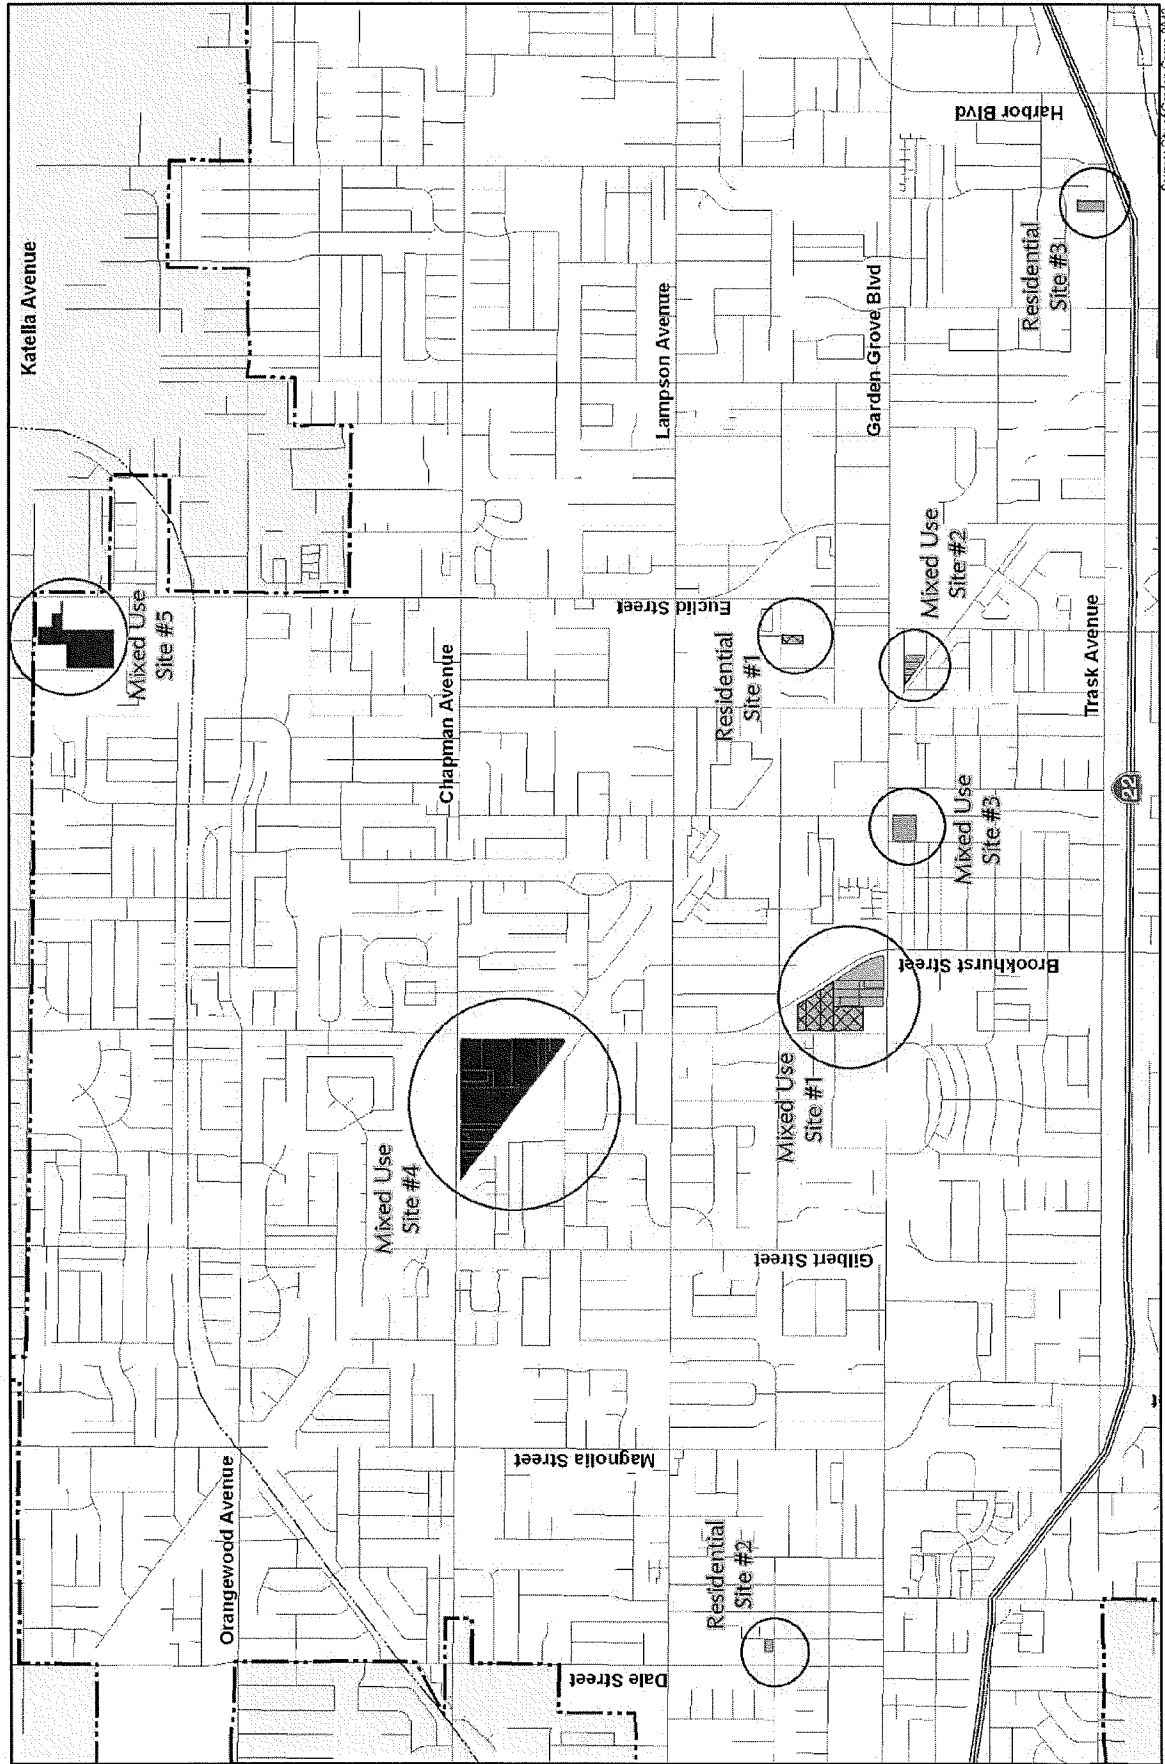 Katella Avenue
Mixed Use
Site #5
Orangewood Avenue
Chapman Avenue
Mixed Use
Site #4
Magnolia Street
Dale Street
Euclid Street
Lampson Avenue
Residential
Site #1
Residential
Site #2
Gilbert Street
Mixed Use
Site #1
Garden Grove Blvd
Mixed Use
Site #2
Mixed Use
Site #3
Brookhurst Street
Harbor Blvd
Residential
Site #3
Trask Avenue
22